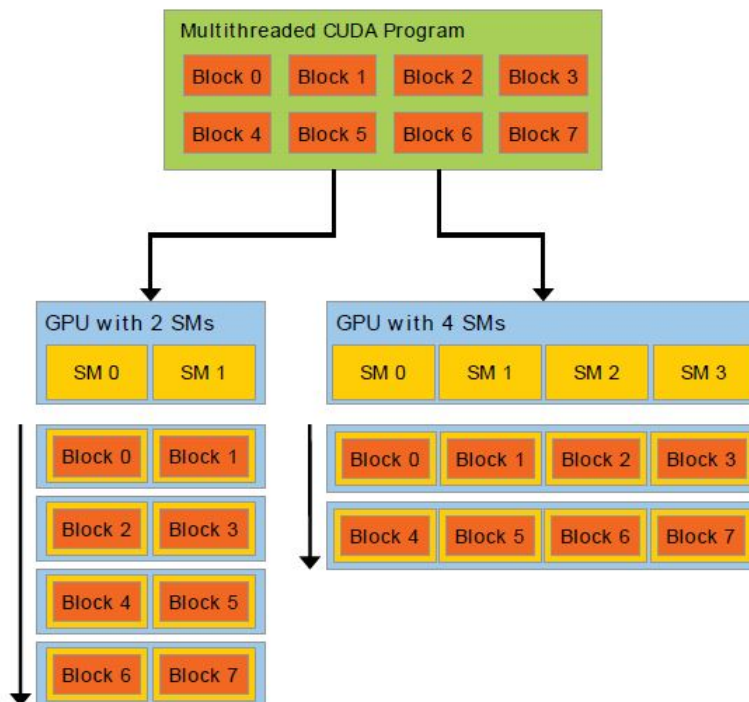 Multithreaded CUDA Program
Block 0 Block 1 Block 2 Block 3
Block 4 Block 5 Block 6 Block 7
GPU with 2 SMs
SM 0 SM 1
Block 0 Block 1
Block 2 Block 3
Block 4 Block 5
Block 6 Block 7
GPU with 4 SMs
SM 0 SM 1 SM 2 SM 3
Block 0 Block 1 Block 2 Block 3
Block 4 Block 5 Block 6 Block 7